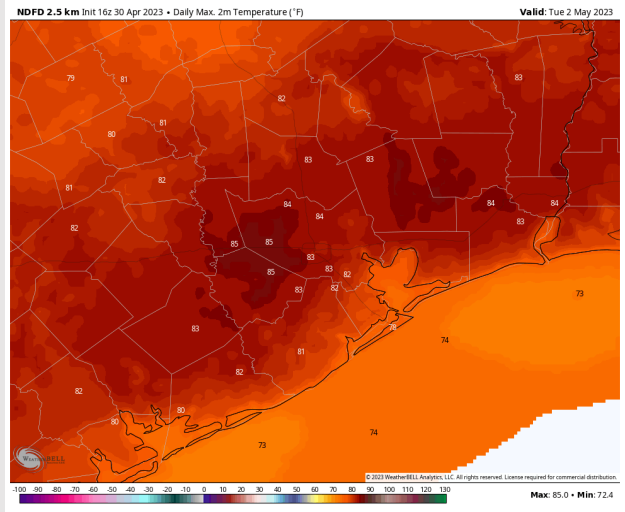 NDFD 2.5 km Init 16z 30 Apr 2023 • Daily Max. 2m Temperature (°F) Valid: Tue 2 May 2023
79 81 83
82
81
80
83 83
82
81
84 84 84
84 83
82
85 85
83
85 83 82
83 82
73
83 78
74
81
82
82
80
80
74
73
WEATHERBELL
© 2023 WeatherBELL Analytics, LLC. All rights reserved. License required for commercial distribution.
-100 -90 -80 -70 -60 -50 -40 -30 -20 -10 0 10 20 30 40 50 60 70 80 90 100 110 120 130
Max: 85.0 • Min: 72.4